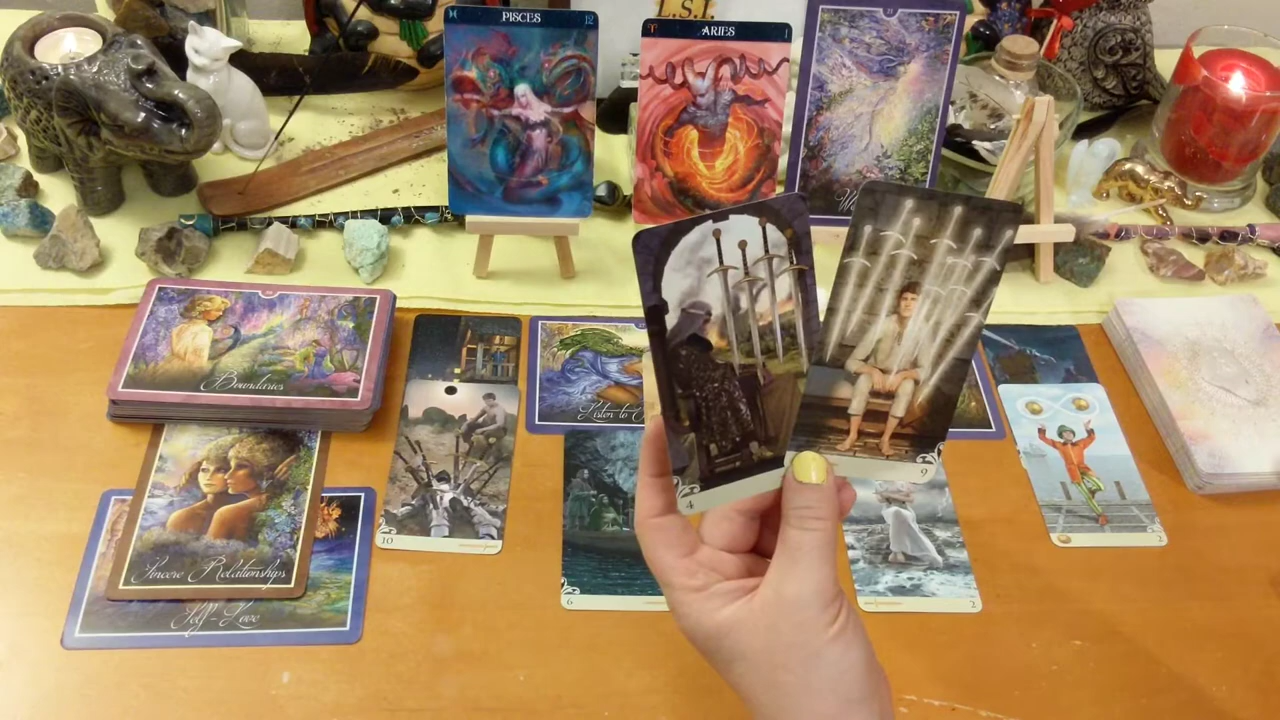 L.S.I.
PISCES 12
ARIES 1
21
W
Boundaries
Listen to
Sincere Relationships
Self-Love
10
4
9
6
2
2